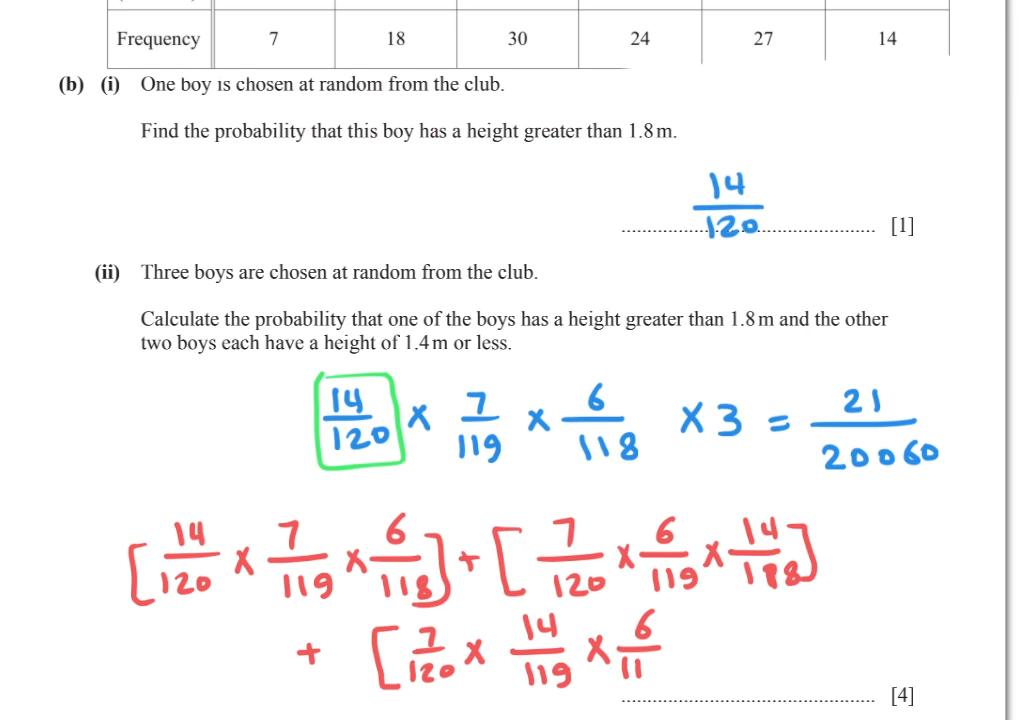 Frequency 7 18 30 24 27 14
(b) (i) One boy is chosen at random from the club.
Find the probability that this boy has a height greater than 1.8 m.
14
120
[1]
(ii) Three boys are chosen at random from the club.
Calculate the probability that one of the boys has a height greater than 1.8 m and the other
two boys each have a height of 1.4 m or less.
14/120 × 7/119 × 6/118 × 3 = 21/20060
[14/120 × 7/119 × 6/118] + [7/120 × 6/119 × 14/118]
+ [7/120 × 14/119 × 6/11
[4]